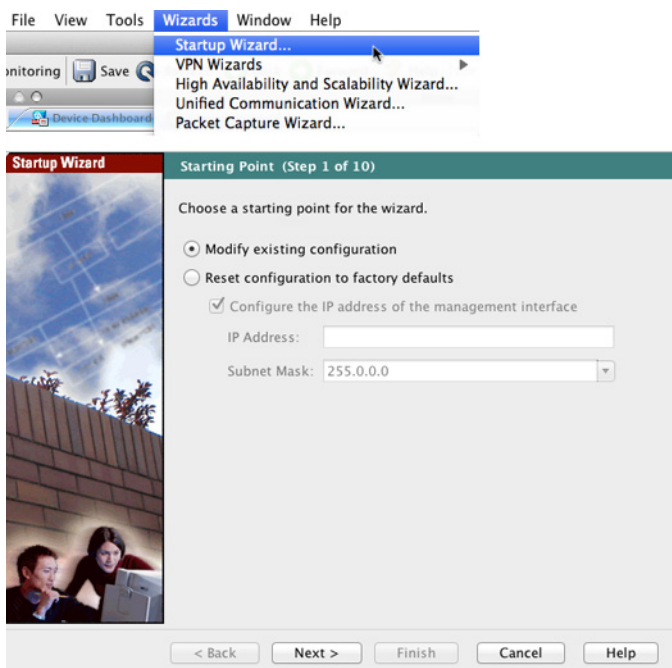 File View Tools Wizards Window Help
Startup Wizard...
onitoring Save
VPN Wizards
High Availability and Scalability Wizard...
Device Dashboard
Unified Communication Wizard...
Packet Capture Wizard...
Startup Wizard
Starting Point (Step 1 of 10)
Choose a starting point for the wizard.
Modify existing configuration
Reset configuration to factory defaults
Configure the IP address of the management interface
IP Address:
Subnet Mask: 255.0.0.0
< Back Next > Finish Cancel Help